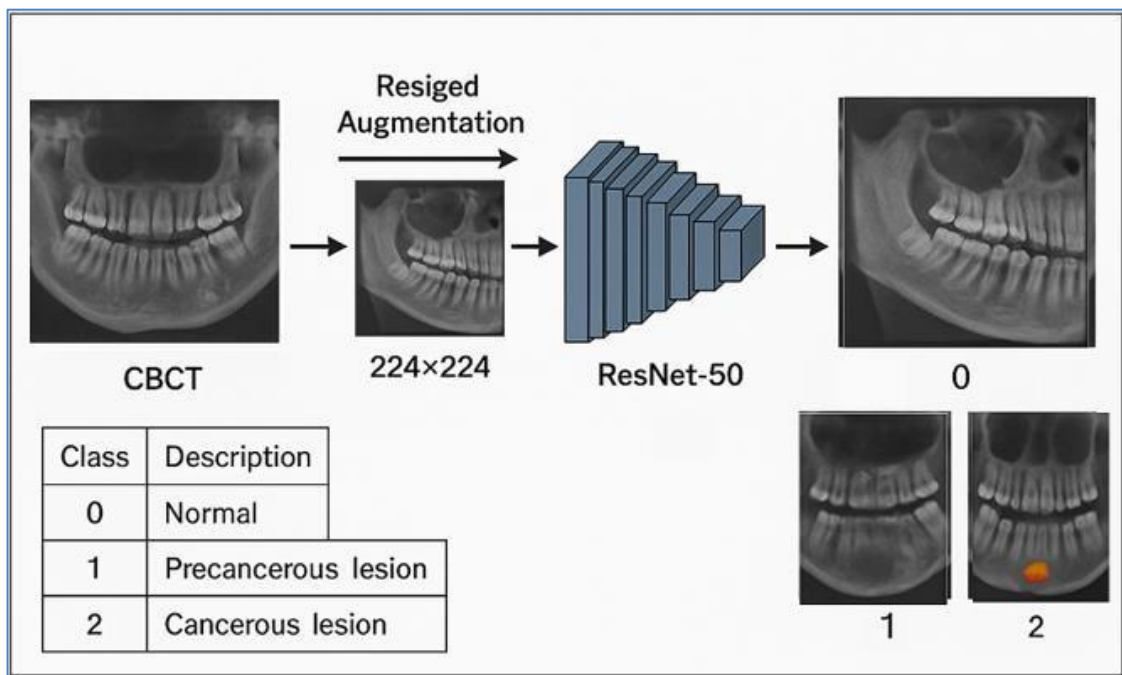 Resiged
Augmentation
CBCT
224×224
ResNet-50
0
Class Description
0 Normal
1 Precancerous lesion
2 Cancerous lesion
1
2